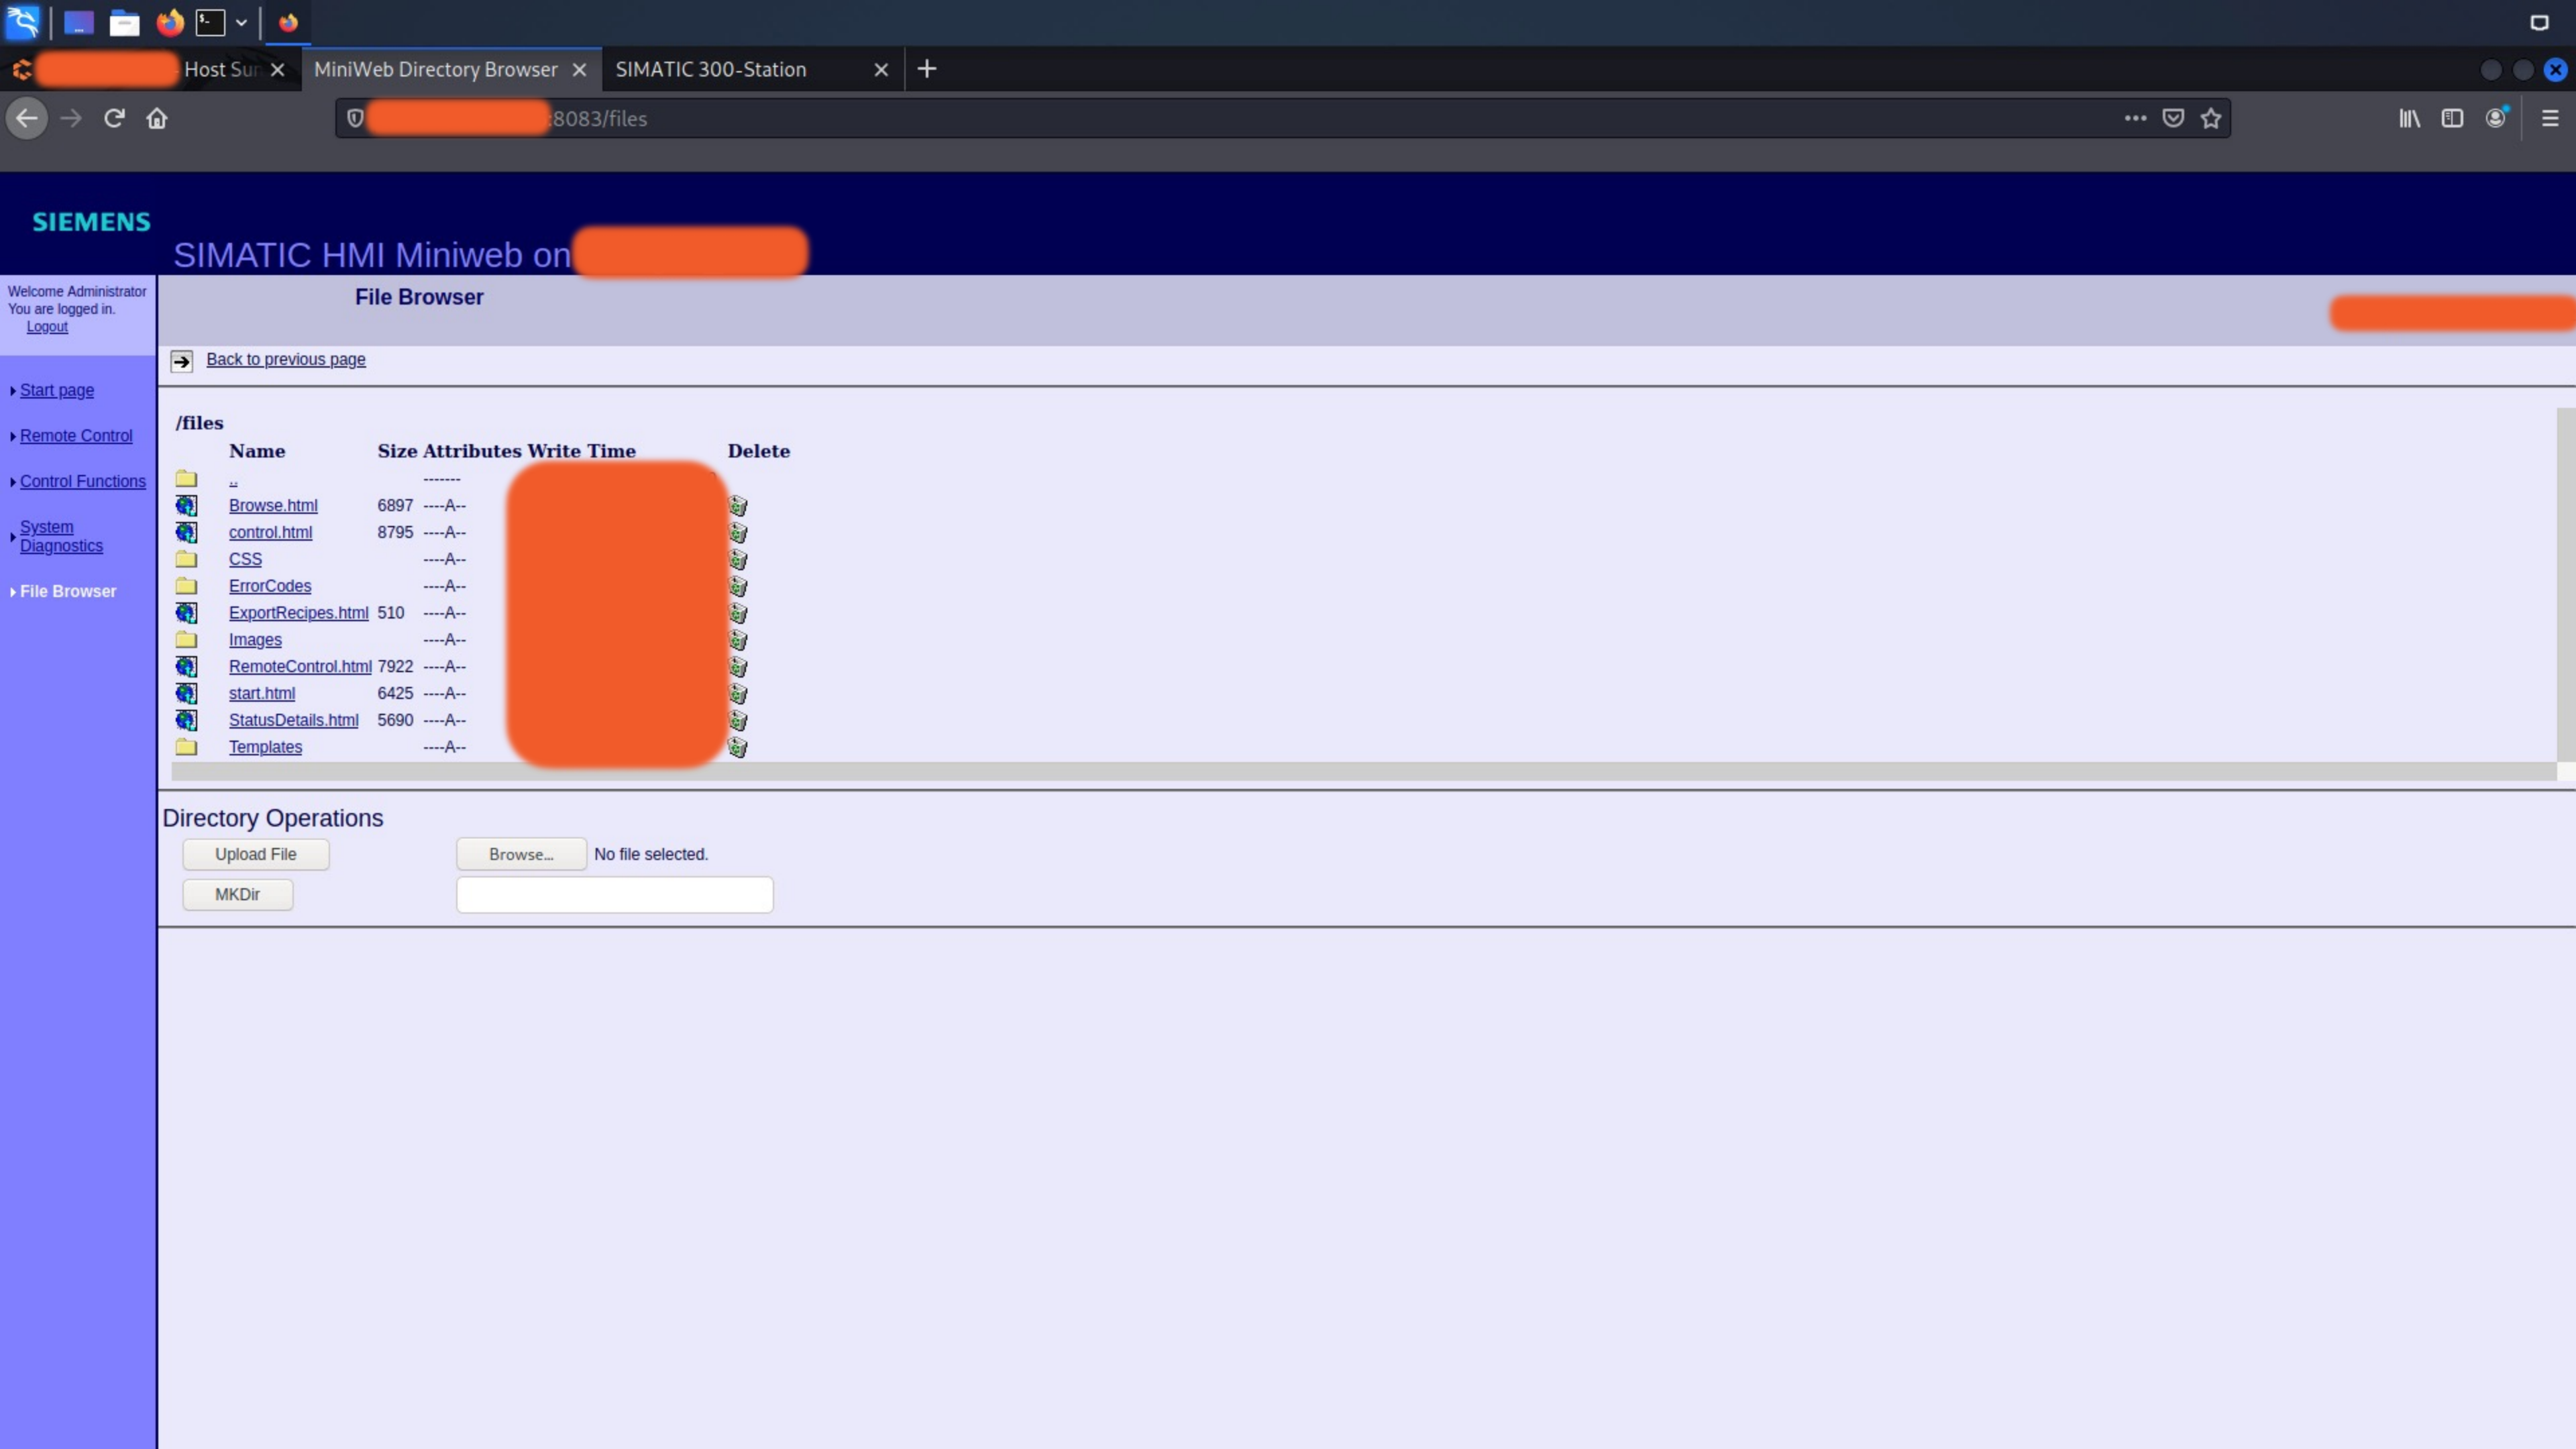 Host Sur
MiniWeb Directory Browser
SIMATIC 300-Station
:8083/files
SIEMENS
SIMATIC HMI Miniweb on
Welcome Administrator
You are logged in.
Logout
File Browser
Back to previous page
Start page
Remote Control
Control Functions
System
Diagnostics
File Browser
/files
Name Size Attributes Write Time Delete
.. -------
Browse.html 6897 ----A--
control.html 8795 ----A--
CSS ----A--
ErrorCodes ----A--
ExportRecipes.html 510 ----A--
Images ----A--
RemoteControl.html 7922 ----A--
start.html 6425 ----A--
StatusDetails.html 5690 ----A--
Templates ----A--
Directory Operations
Upload File Browse... No file selected.
MKDir